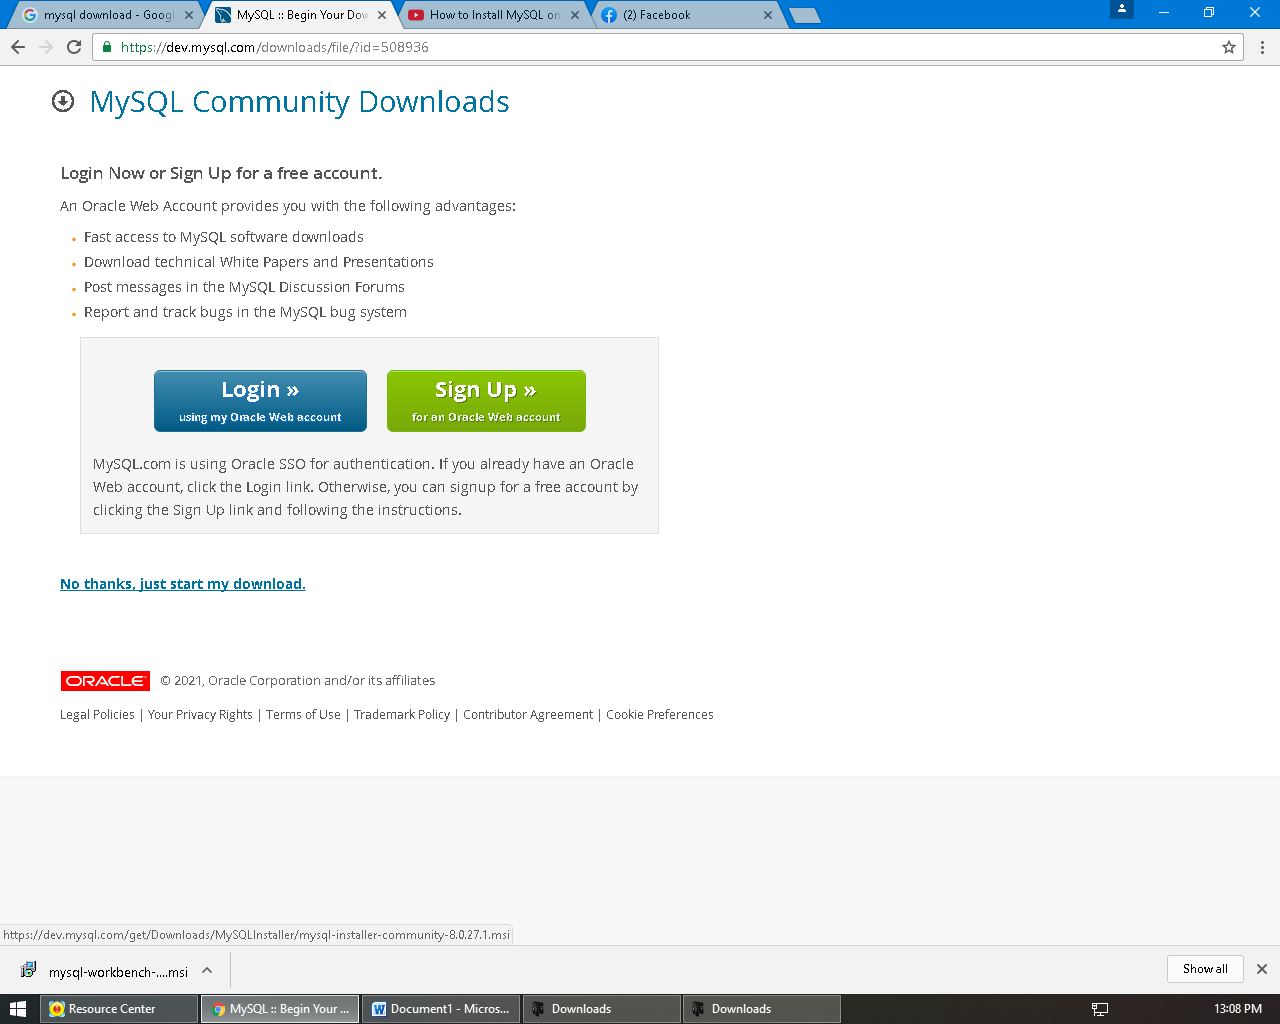 mysql download - Googl
MySQL :: Begin Your Dow
How to Install MySQL on
(2) Facebook
https://dev.mysql.com/downloads/file/?id=508936
MySQL Community Downloads
Login Now or Sign Up for a free account.
An Oracle Web Account provides you with the following advantages:
Fast access to MySQL software downloads
Download technical White Papers and Presentations
Post messages in the MySQL Discussion Forums
Report and track bugs in the MySQL bug system
Login »
using my Oracle Web account
Sign Up »
for an Oracle Web account
MySQL.com is using Oracle SSO for authentication. If you already have an Oracle
Web account, click the Login link. Otherwise, you can signup for a free account by
clicking the Sign Up link and following the instructions.
No thanks, just start my download.
ORACLE © 2021, Oracle Corporation and/or its affiliates
Legal Policies | Your Privacy Rights | Terms of Use | Trademark Policy | Contributor Agreement | Cookie Preferences
https://dev.mysql.com/get/Downloads/MySQLInstaller/mysql-installer-community-8.0.27.1.msi
mysql-workbench-....msi
Show all
Resource Center
MySQL :: Begin Your ...
Document1 - Micros...
Downloads
Downloads
13:08 PM